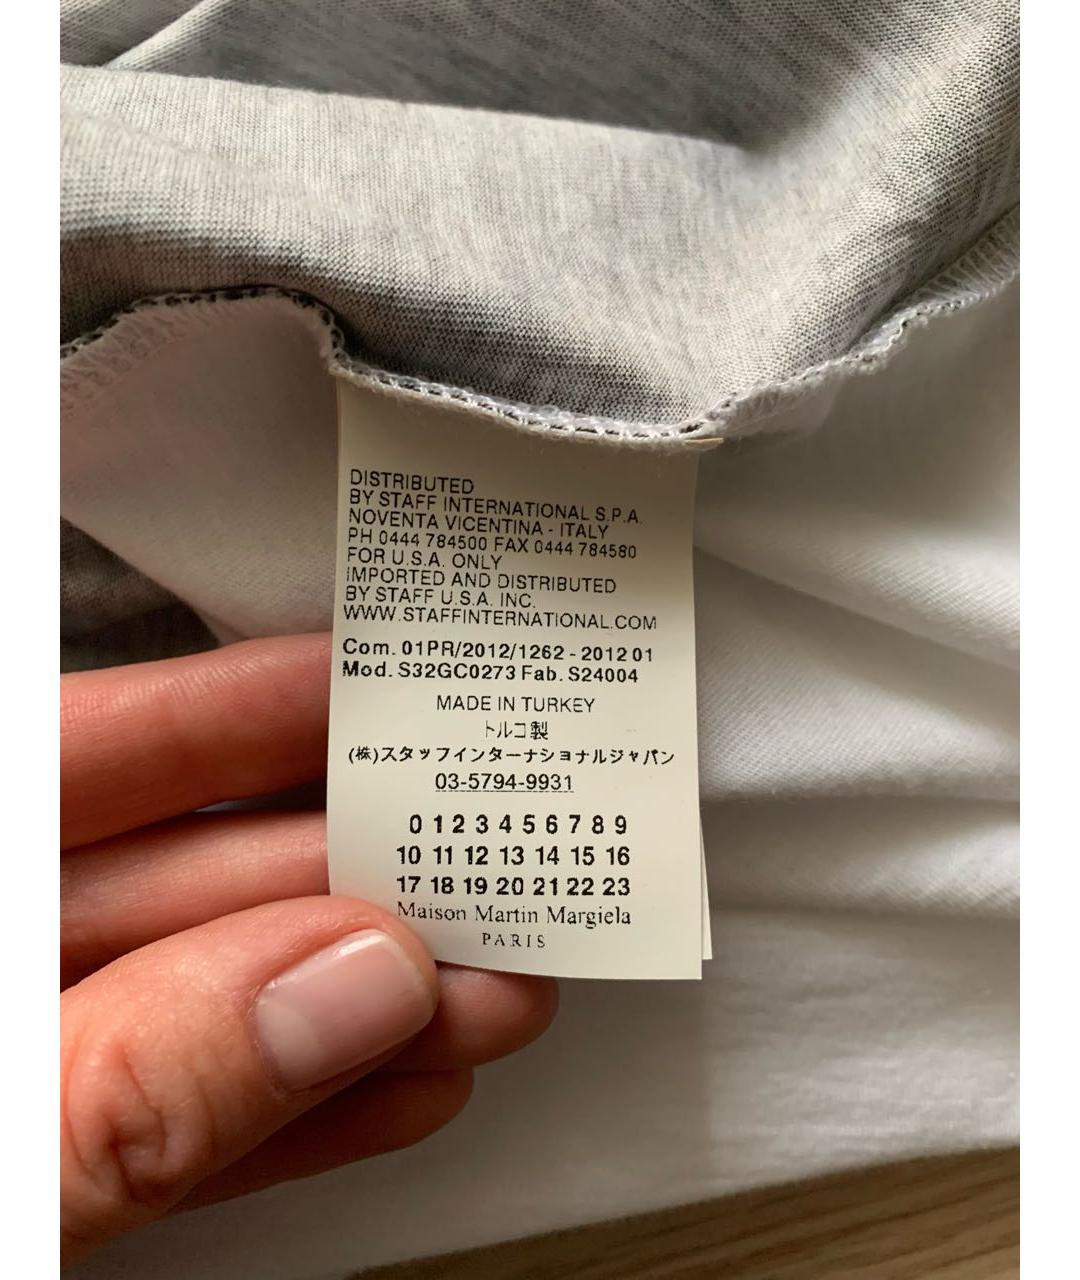 DISTRIBUTED
BY STAFF INTERNATIONAL S.P.A.
NOVENTA VICENTINA - ITALY
PH 0444 784500 FAX 0444 784580
FOR U.S.A. ONLY
IMPORTED AND DISTRIBUTED
BY STAFF U.S.A. INC.
WWW.STAFFINTERNATIONAL.COM
Com. 01PR/2012/1262 - 2012 01
Mod. S32GC0273 Fab. S24004
MADE IN TURKEY
トルコ製
(株)スタッフインターナショナルジャパン
03-5794-9931
0 1 2 3 4 5 6 7 8 9
10 11 12 13 14 15 16
17 18 19 20 21 22 23
Maison Martin Margiela
PARIS